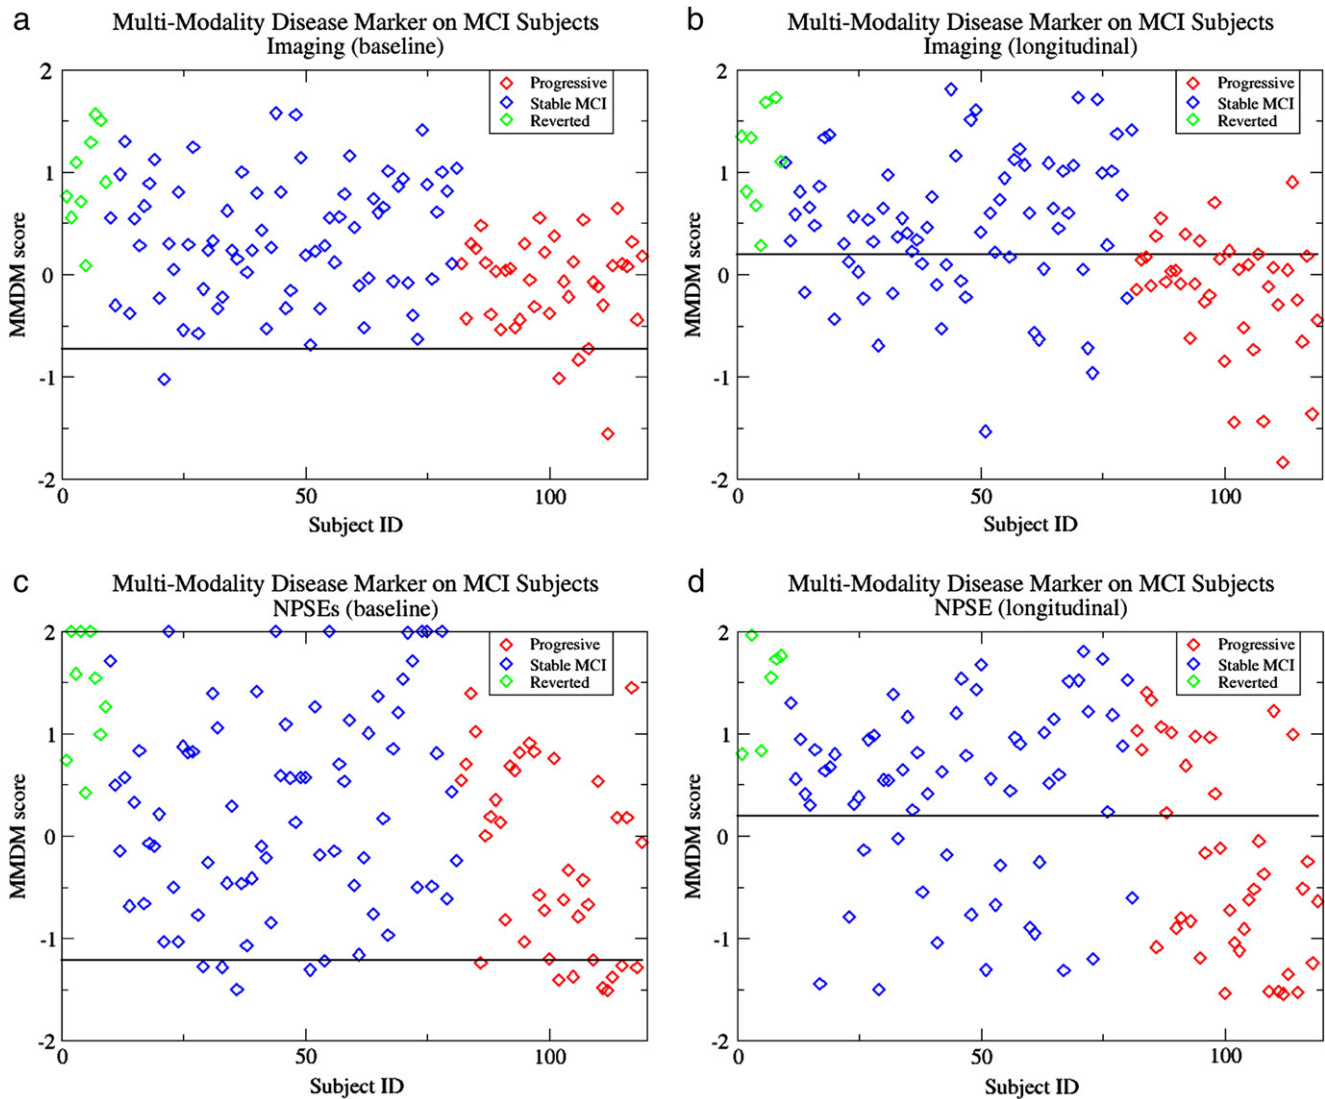 a
Multi-Modality Disease Marker on MCI Subjects
Imaging (baseline)
Progressive
Stable MCI
Reverted
2
1
0
-1
-2
MMDM score
0
50
100
Subject ID
b
Multi-Modality Disease Marker on MCI Subjects
Imaging (longitudinal)
Progressive
Stable MCI
Reverted
2
1
0
-1
-2
MMDM score
0
50
100
Subject ID
c
Multi-Modality Disease Marker on MCI Subjects
NPSEs (baseline)
Progressive
Stable MCI
Reverted
2
1
0
-1
-2
MMDM score
0
50
100
Subject ID
d
Multi-Modality Disease Marker on MCI Subjects
NPSE (longitudinal)
Progressive
Stable MCI
Reverted
2
1
0
-1
-2
MMDM score
0
50
100
Subject ID